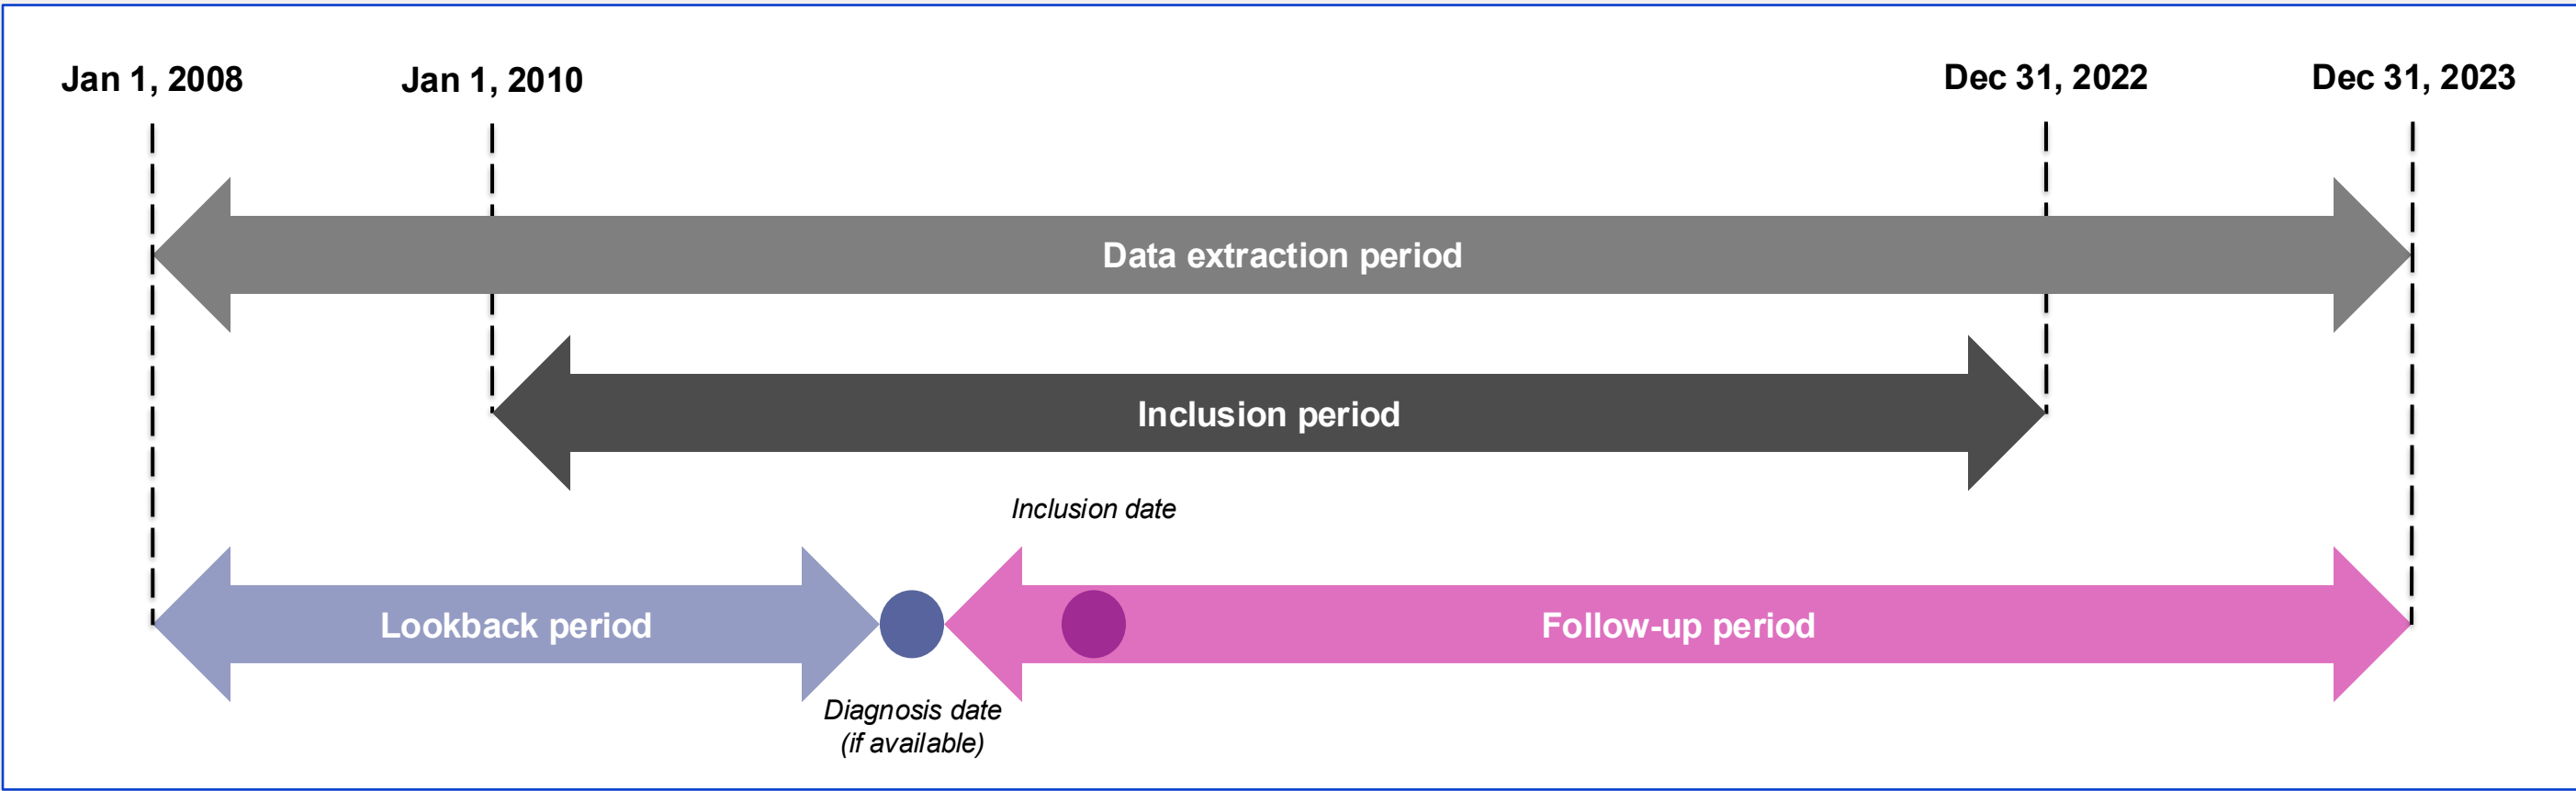 Jan 1, 2008
Jan 1, 2010
Dec 31, 2022
Dec 31, 2023
Data extraction period
Inclusion period
Inclusion date
Lookback period
Follow-up period
Diagnosis date
(if available)